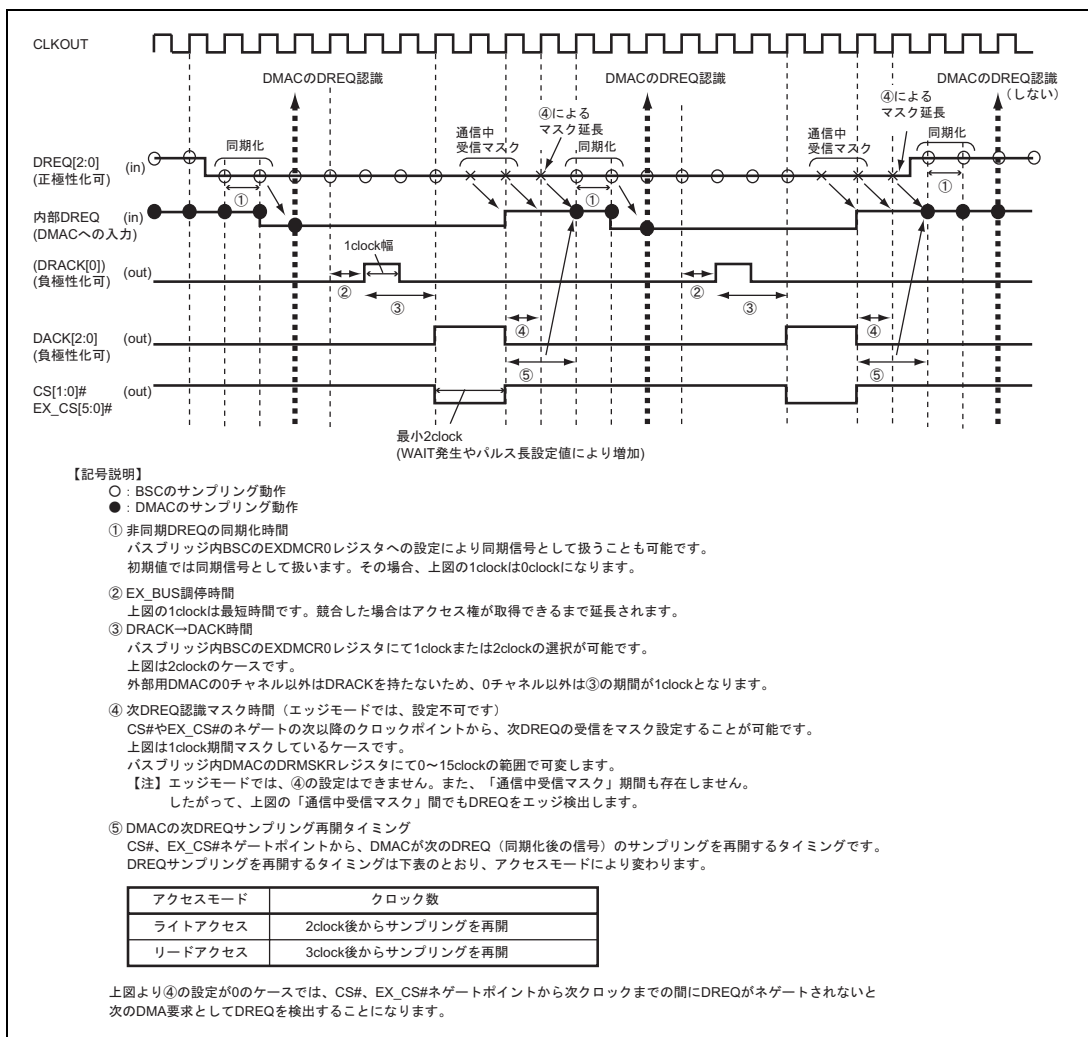 CLKOUT
DMACのDREQ認識
DMACのDREQ認識
DMACのDREQ認識
(しない)
④による
マスク延長
④による
マスク延長
同期化
通信中
受信マスク
同期化
通信中
受信マスク
同期化
DREQ[2:0] (in)
(正極性化可)
①
①
①
内部DREQ (in)
(DMACへの入力)
1clock幅
(DRACK[0]) (out)
(負極性化可)
②
③
②
③
④
④
DACK[2:0] (out)
(負極性化可)
⑤
⑤
CS[1:0]# (out)
EX_CS[5:0]#
最小2clock
(WAIT発生やパルス長設定値により増加)
【記号説明】
○ : BSCのサンプリング動作
● : DMACのサンプリング動作
① 非同期DREQの同期化時間
バスブリッジ内BSCのEXDMCR0レジスタへの設定により同期信号として扱うことも可能です。
初期値では同期信号として扱います。その場合、上図の1clockは0clockになります。
② EX_BUS調停時間
上図の1clockは最短時間です。競合した場合はアクセス権が取得できるまで延長されます。
③ DRACK→DACK時間
バスブリッジ内BSCのEXDMCR0レジスタにて1clockまたは2clockの選択が可能です。
上図は2clockのケースです。
外部用DMACの0チャネル以外はDRACKを持たないため、0チャネル以外は③の期間が1clockとなります。
④ 次DREQ認識マスク時間（エッジモードでは、設定不可です）
CS#やEX_CS#のネゲートの次以降のクロックポイントから、次DREQの受信をマスク設定することが可能です。
上図は1clock期間マスクしているケースです。
バスブリッジ内DMACのDRMSKRレジスタにて0～15clockの範囲で可変します。
【注】エッジモードでは、④の設定はできません。また、「通信中受信マスク」期間も存在しません。
したがって、上図の「通信中受信マスク」間でもDREQをエッジ検出します。
⑤ DMACの次DREQサンプリング再開タイミング
CS#、EX_CS#ネゲートポイントから、DMACが次のDREQ（同期化後の信号）のサンプリングを再開するタイミングです。
DREQサンプリングを再開するタイミングは下表のとおり、アクセスモードにより変わります。
アクセスモード クロック数
ライトアクセス 2clock後からサンプリングを再開
リードアクセス 3clock後からサンプリングを再開
上図より④の設定が0のケースでは、CS#、EX_CS#ネゲートポイントから次クロックまでの間にDREQがネゲートされないと
次のDMA要求としてDREQを検出することになります。